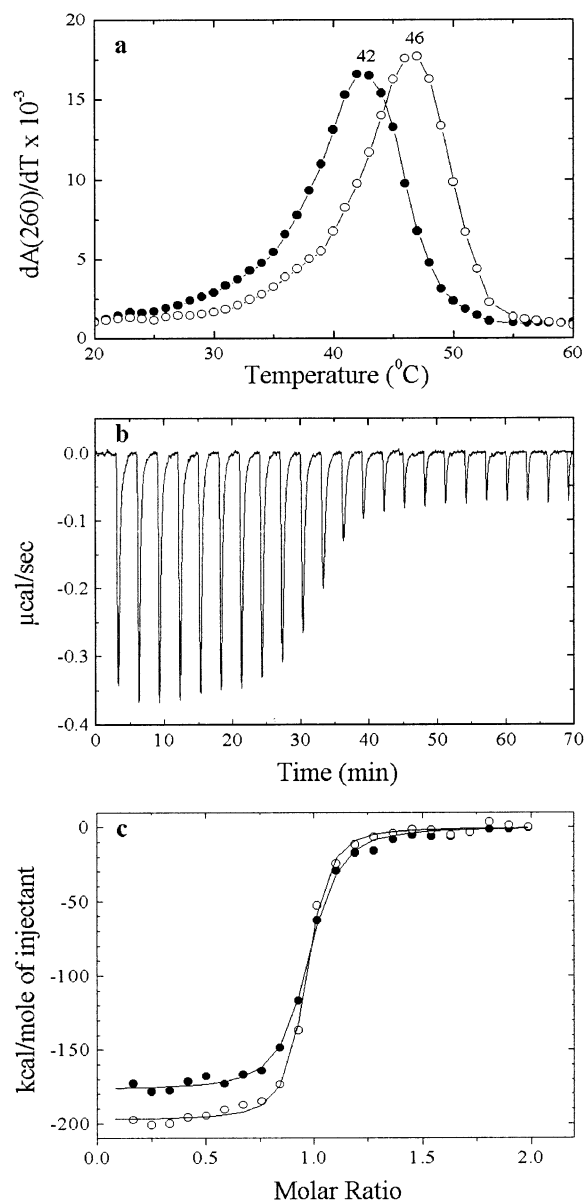 a
42
46
20
15
10
5
0
dA(260)/dT x 10⁻³
20 30 40 50 60
Temperature (⁰C)
b
0.0
-0.1
-0.2
-0.3
-0.4
µcal/sec
0 10 20 30 40 50 60 70
Time (min)
c
0
-50
-100
-150
-200
kcal/mole of injectant
0.0 0.5 1.0 1.5 2.0
Molar Ratio